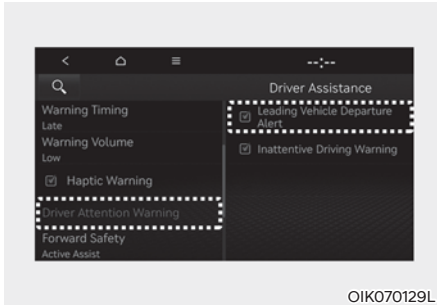 --:--
Driver Assistance
Warning Timing
Late
Warning Volume
Low
Haptic Warning
Driver Attention Warning
Forward Safety
Active Assist
Leading Vehicle Departure
Alert
Inattentive Driving Warning
OIK070129L